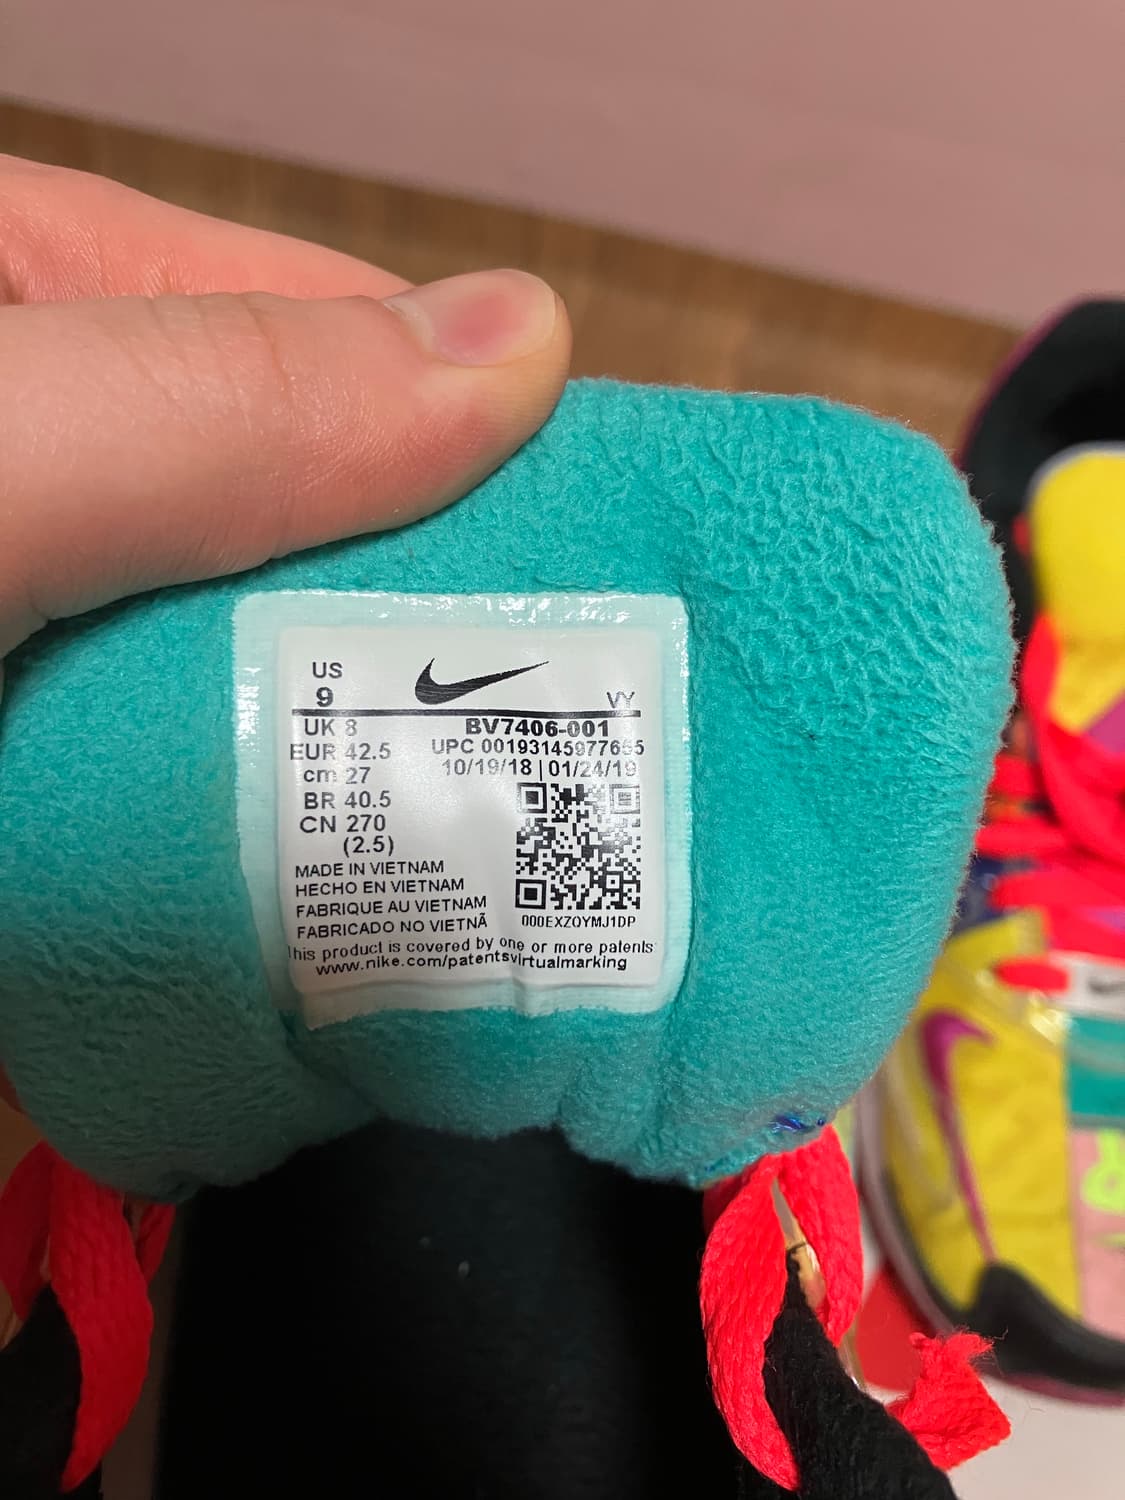 US
9
VY
UK 8
BV7406-001
EUR 42.5
UPC 00193145977655
cm 27
10/19/18 | 01/24/19
BR 40.5
CN 270
(2.5)
MADE IN VIETNAM
HECHO EN VIETNAM
FABRIQUE AU VIETNAM
FABRICADO NO VIETNÃ
000EXZOYMJ1DP
This product is covered by one or more patents
www.nike.com/patentsvirtualmarking